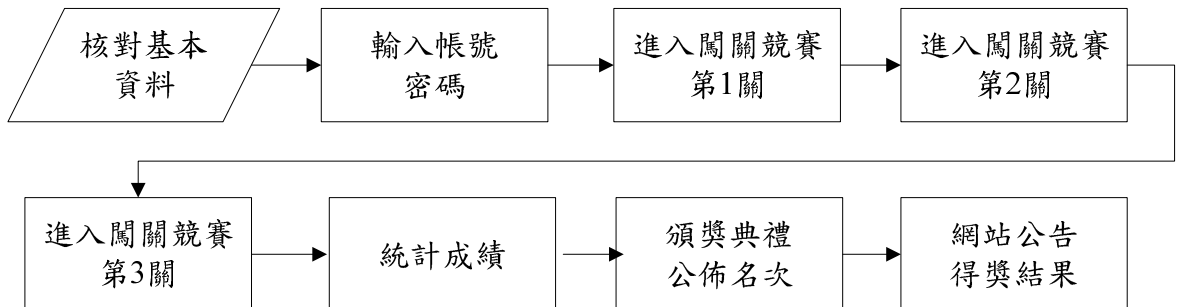 核對基本
資料
輸入帳號
密碼
進入闖關競賽
第1關
進入闖關競賽
第2關
進入闖關競賽
第3關
統計成績
頒獎典禮
公佈名次
網站公告
得獎結果